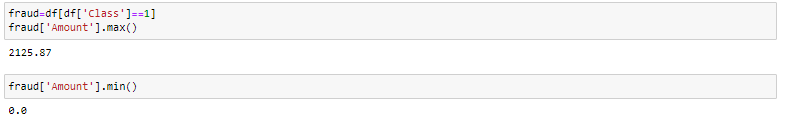 fraud=df[df['Class']==1]
fraud['Amount'].max()
2125.87
fraud['Amount'].min()
0.0